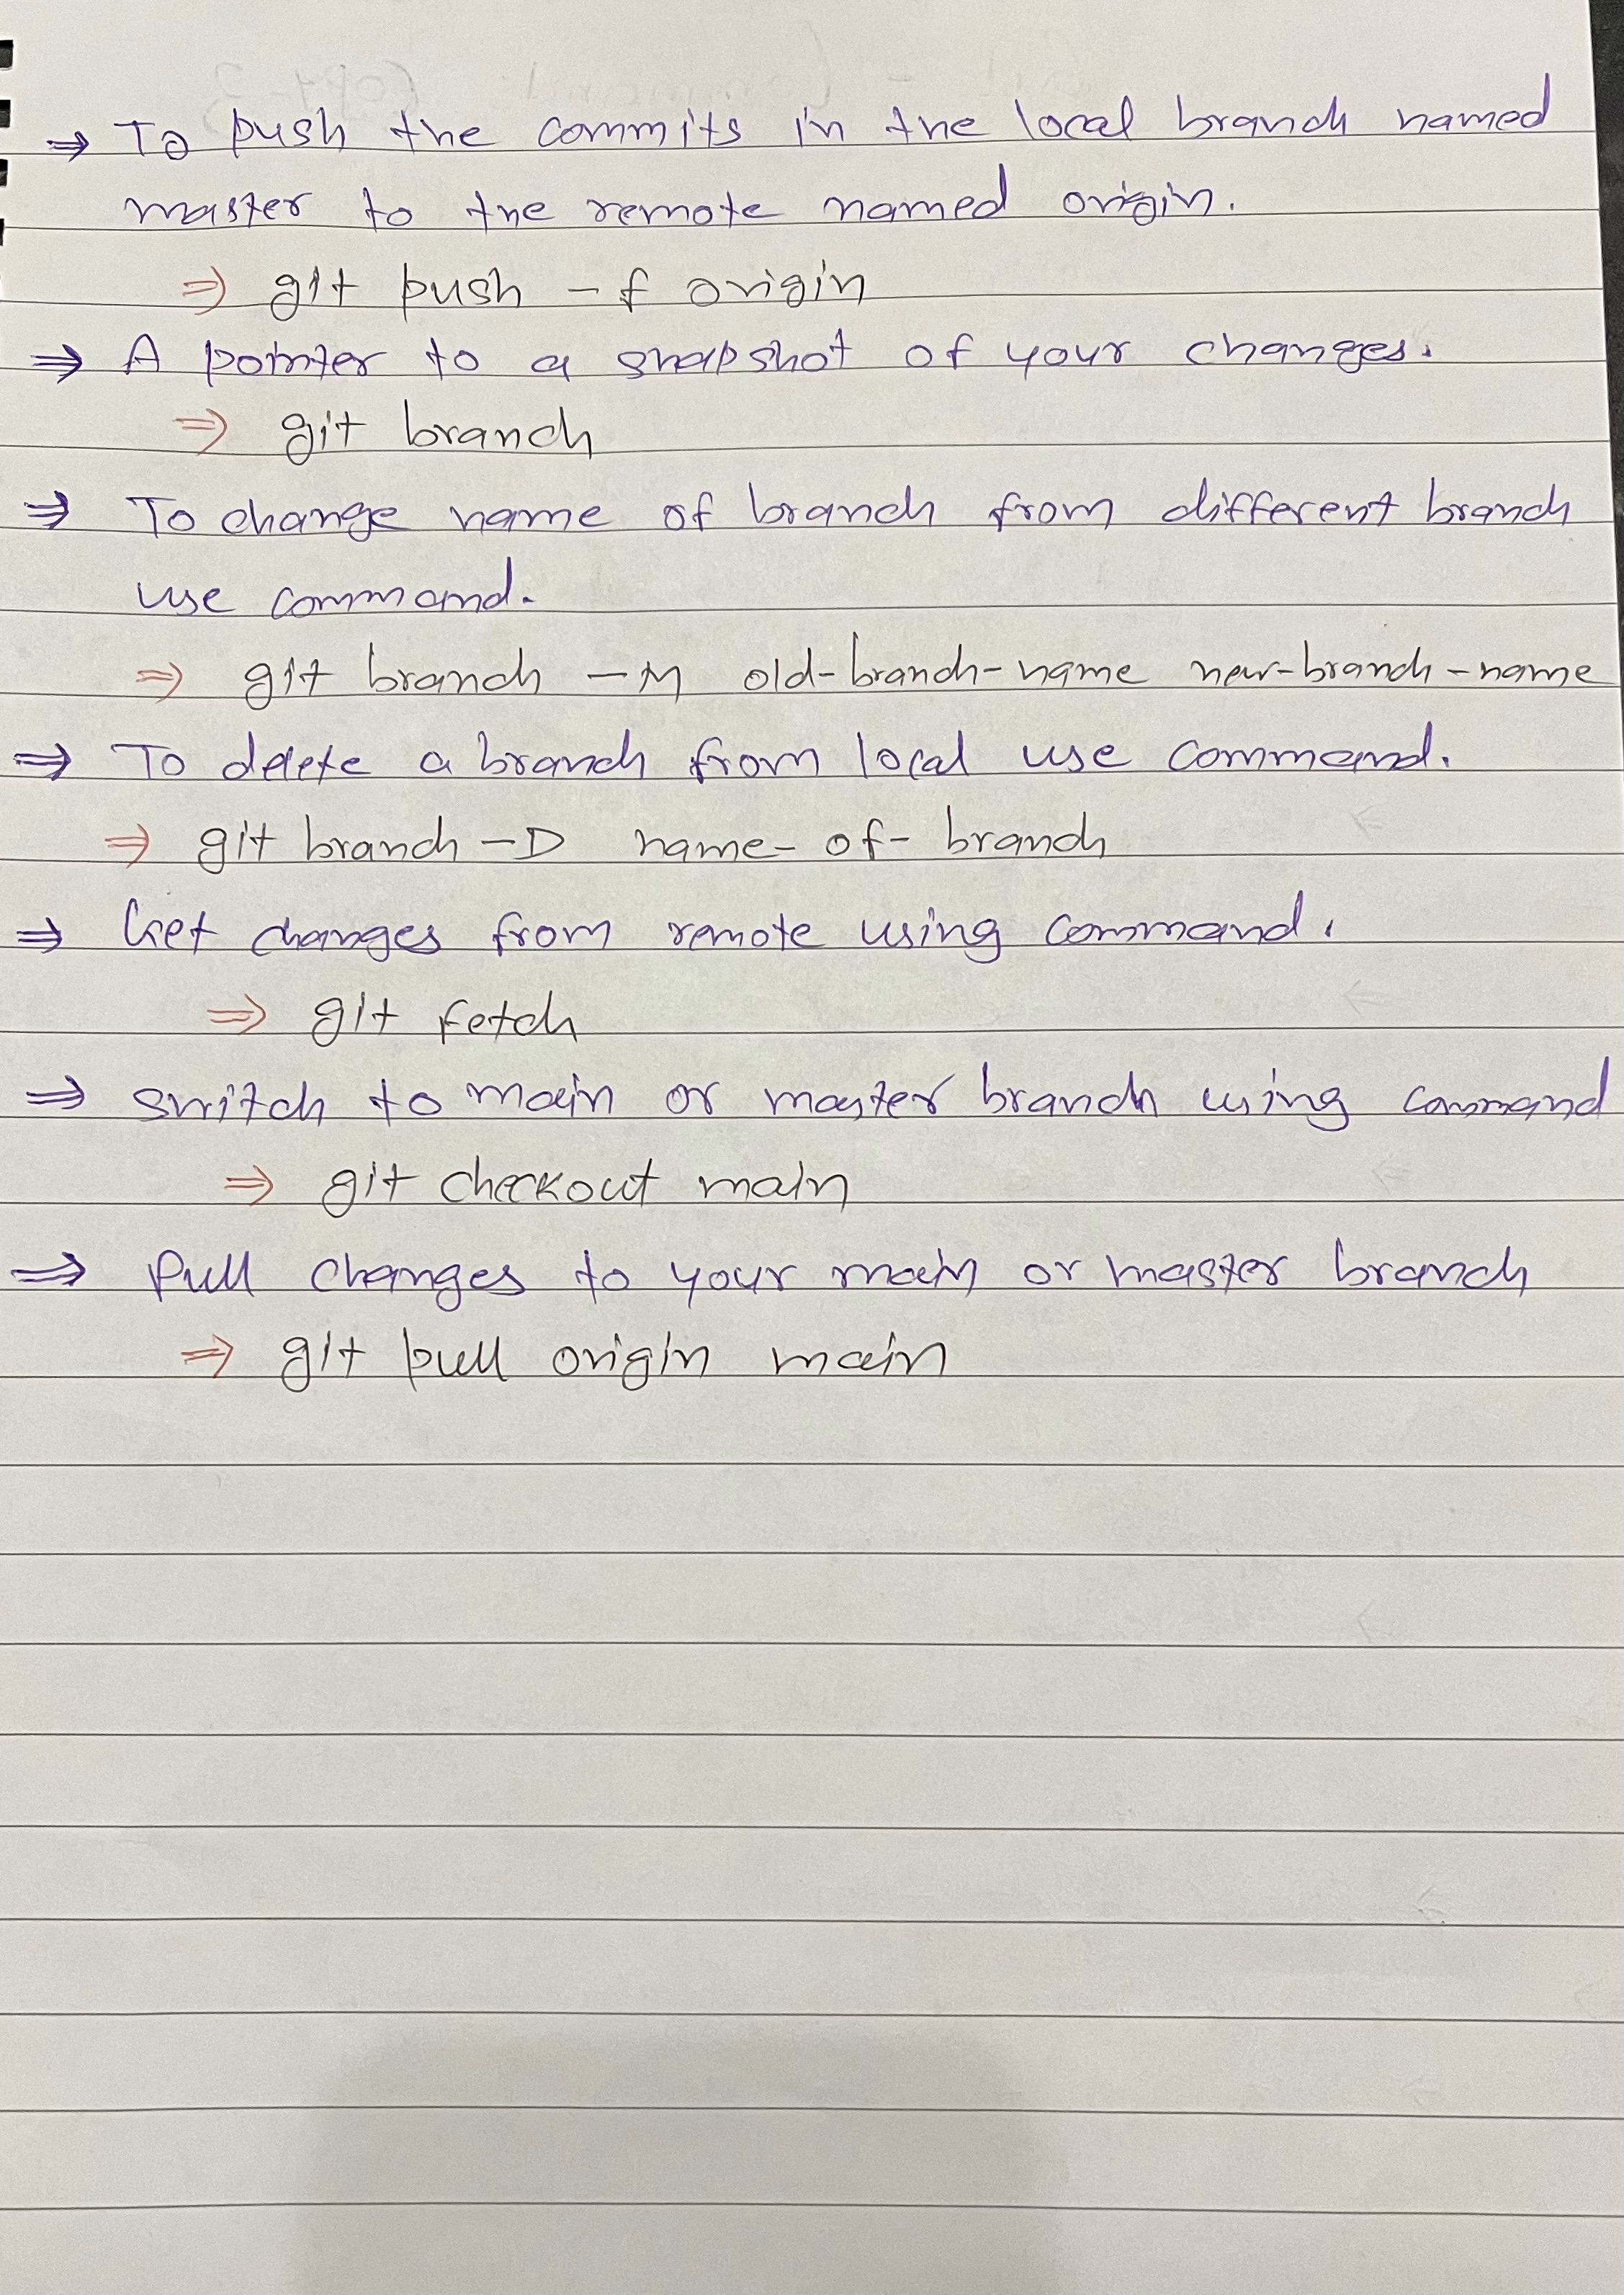 ⇒ To push the commits in the local branch named
master to the remote named origin.
⇒ git push -f origin
⇒ A pointer to a snapshot of your changes.
⇒ git branch
⇒ To change name of branch from different branch
use command.
⇒ git branch -M old-branch-name new-branch-name
⇒ To delete a branch from local use command.
⇒ git branch -D name-of-branch
⇒ Get changes from remote using command.
⇒ git fetch
⇒ switch to main or master branch using command
⇒ git checkout main
⇒ Pull changes to your main or master branch
⇒ git pull origin main